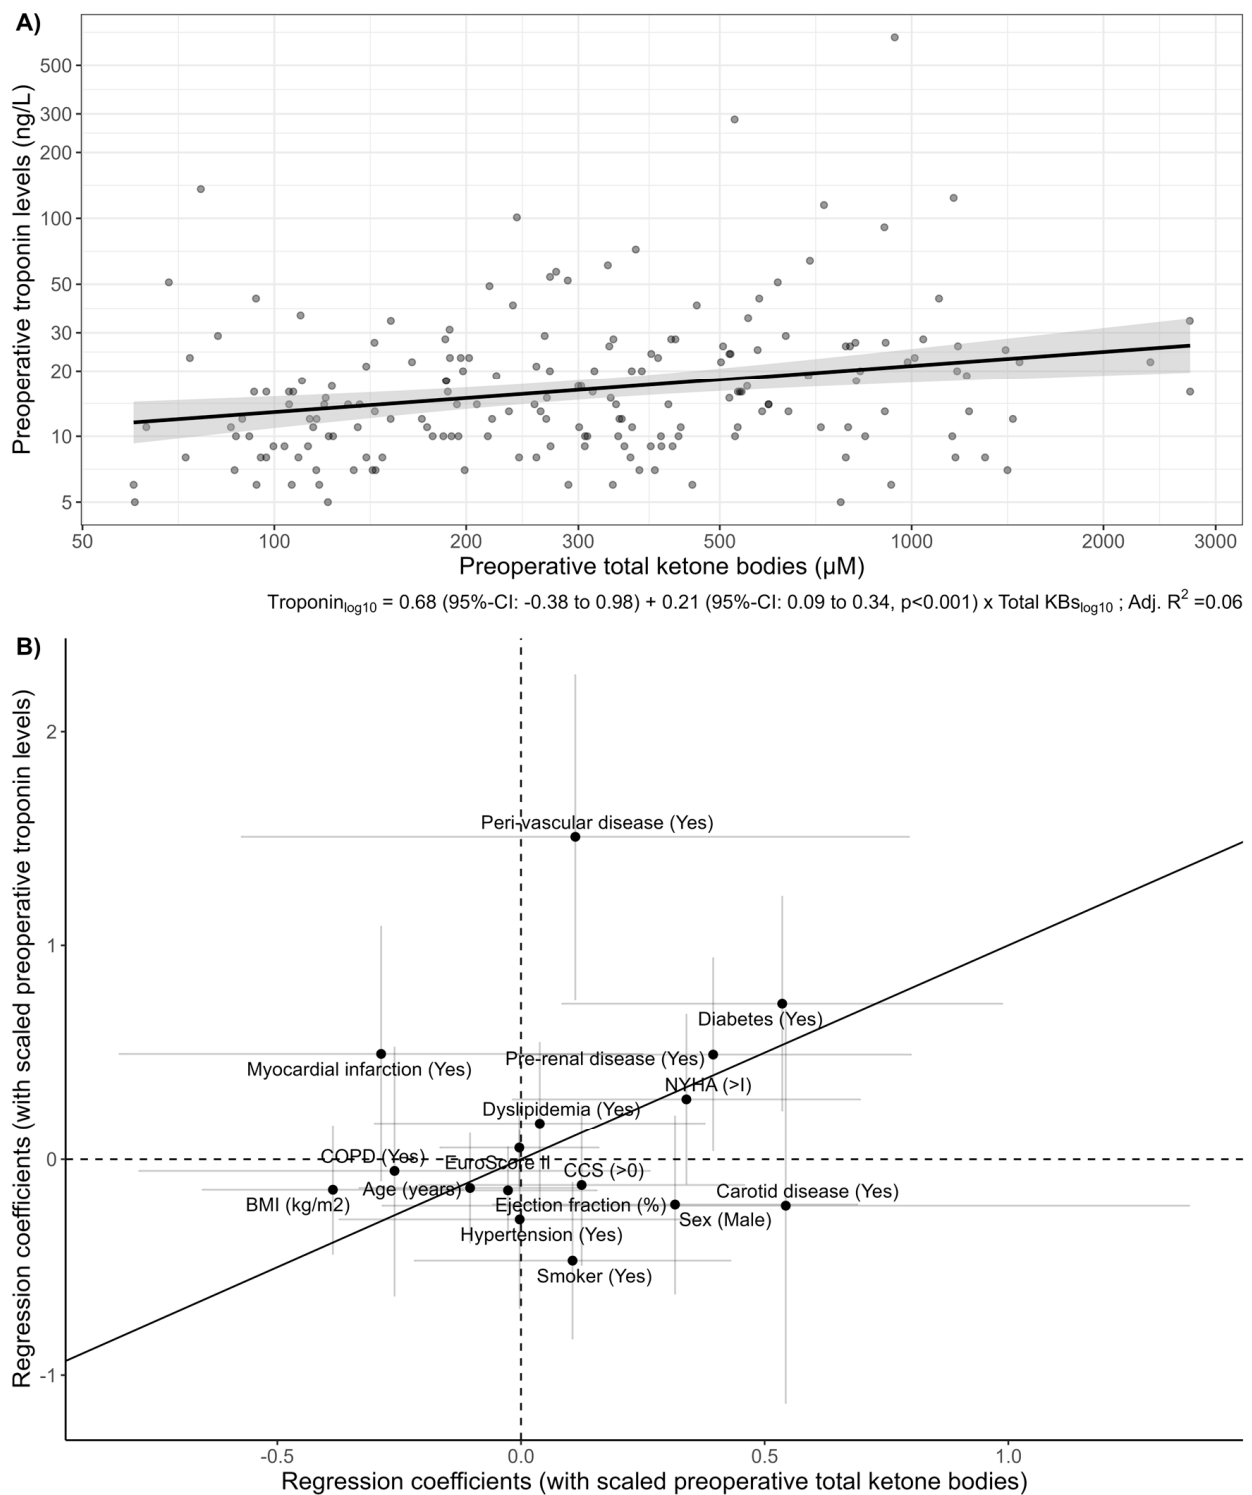 A)
Preoperative troponin levels (ng/L)
500
300
200
100
50
30
20
10
5
50 100 200 300 500 1000 2000 3000
Preoperative total ketone bodies (µM)
Troponin_log10 = 0.68 (95%-CI: -0.38 to 0.98) + 0.21 (95%-CI: 0.09 to 0.34, p<0.001) x Total KBs_log10 ; Adj. R² =0.06
B)
Regression coefficients (with scaled preoperative troponin levels)
2
1
0
-1
Peri-vascular disease (Yes)
Diabetes (Yes)
Pre-renal disease (Yes)
Myocardial infarction (Yes)
NYHA (>I)
Dyslipidemia (Yes)
COPD (Yes)
EuroScore II
CCS (>0)
Age (years)
Carotid disease (Yes)
BMI (kg/m2)
Ejection fraction (%)
Sex (Male)
Hypertension (Yes)
Smoker (Yes)
-0.5 0.0 0.5 1.0
Regression coefficients (with scaled preoperative total ketone bodies)